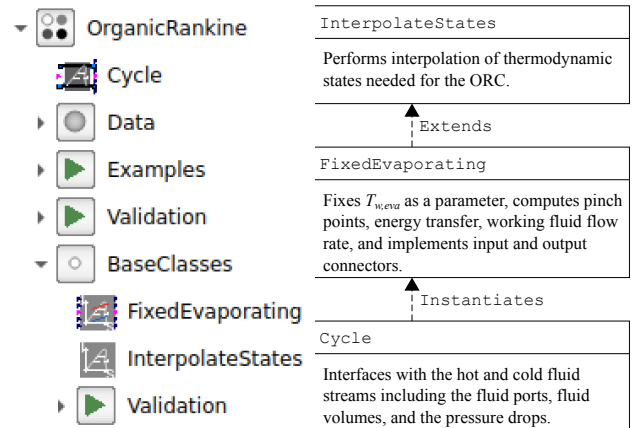 OrganicRankine
Cycle
Data
Examples
Validation
BaseClasses
FixedEvaporating
InterpolateStates
Validation
InterpolateStates
Performs interpolation of thermodynamic
states needed for the ORC.
Extends
FixedEvaporating
Fixes T_{w,eva} as a parameter, computes pinch
points, energy transfer, working fluid flow
rate, and implements input and output
connectors.
Instantiates
Cycle
Interfaces with the hot and cold fluid
streams including the fluid ports, fluid
volumes, and the pressure drops.